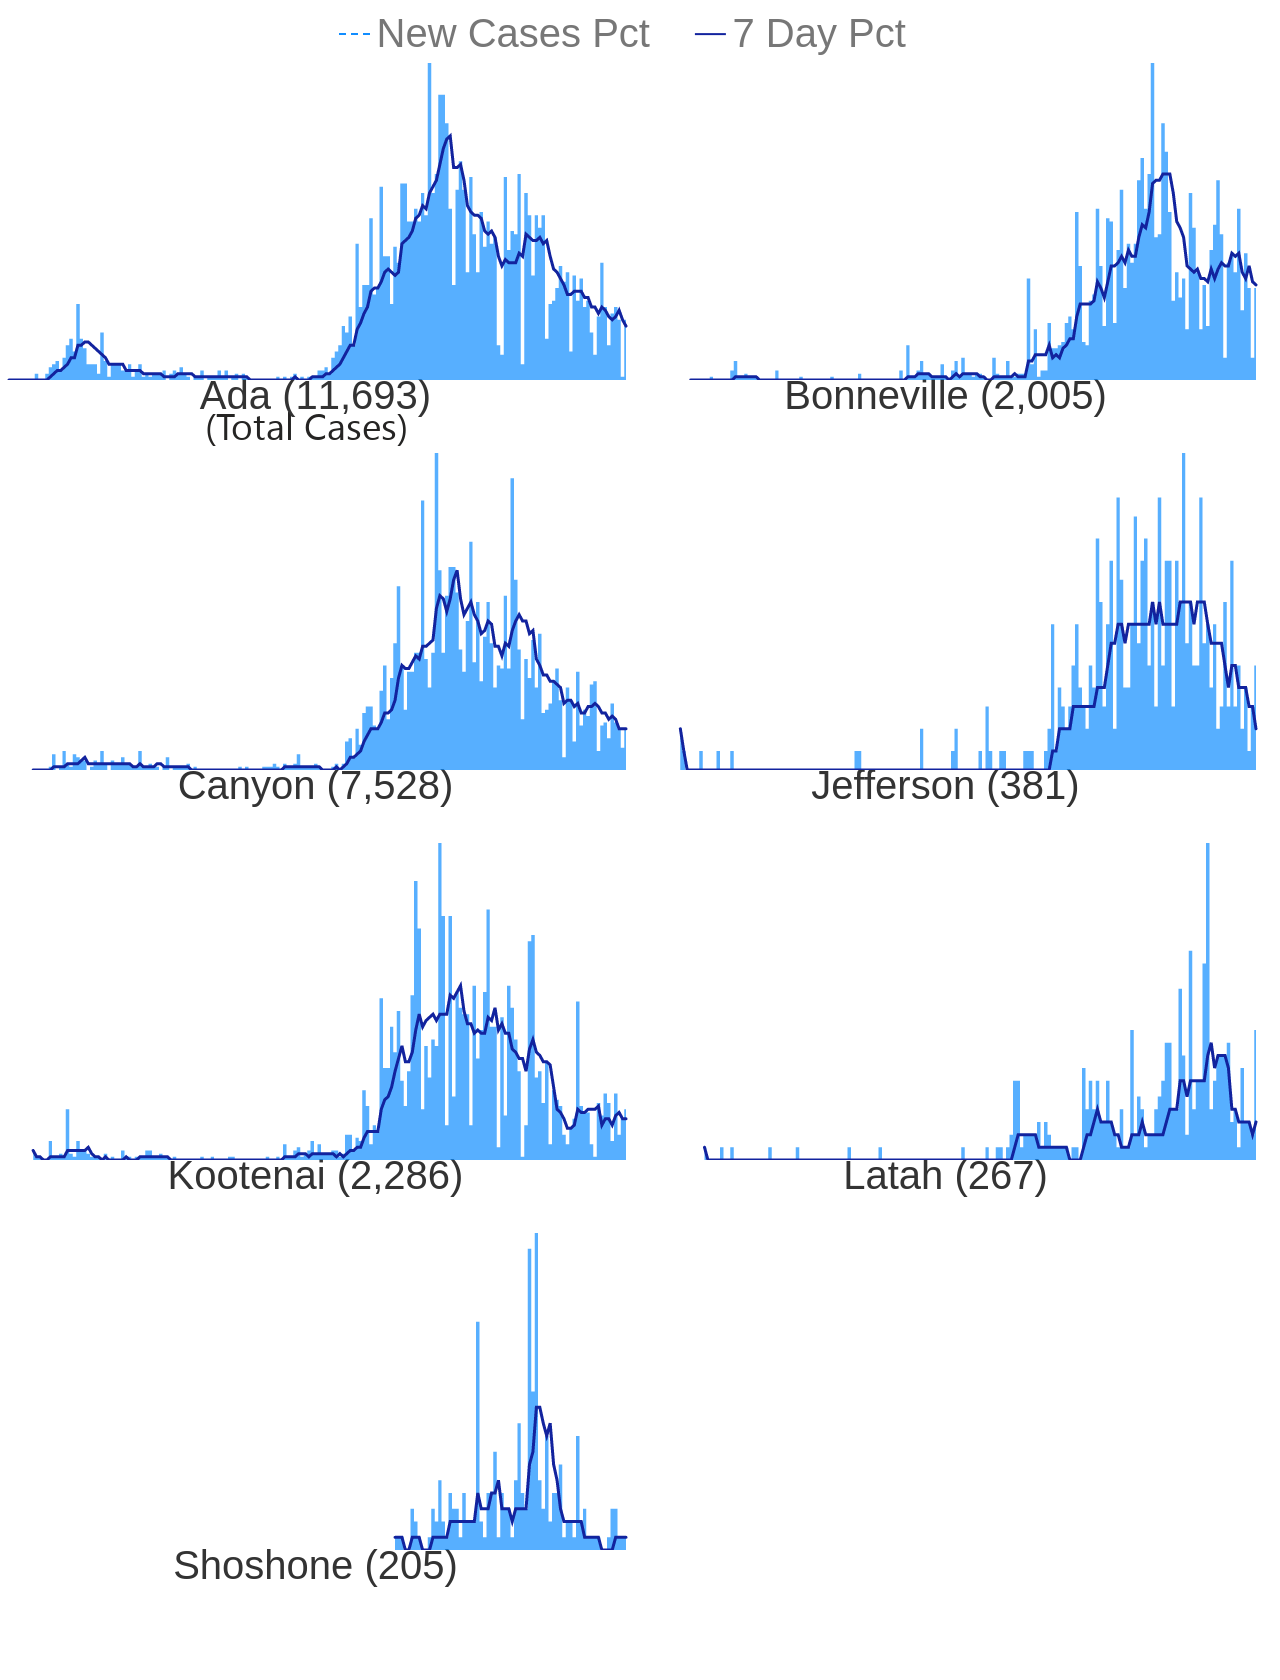 New Cases Pct 7 Day Pct
Ada (11,693) Bonneville (2,005)
(Total Cases)
Canyon (7,528) Jefferson (381)
Kootenai (2,286) Latah (267)
Shoshone (205)